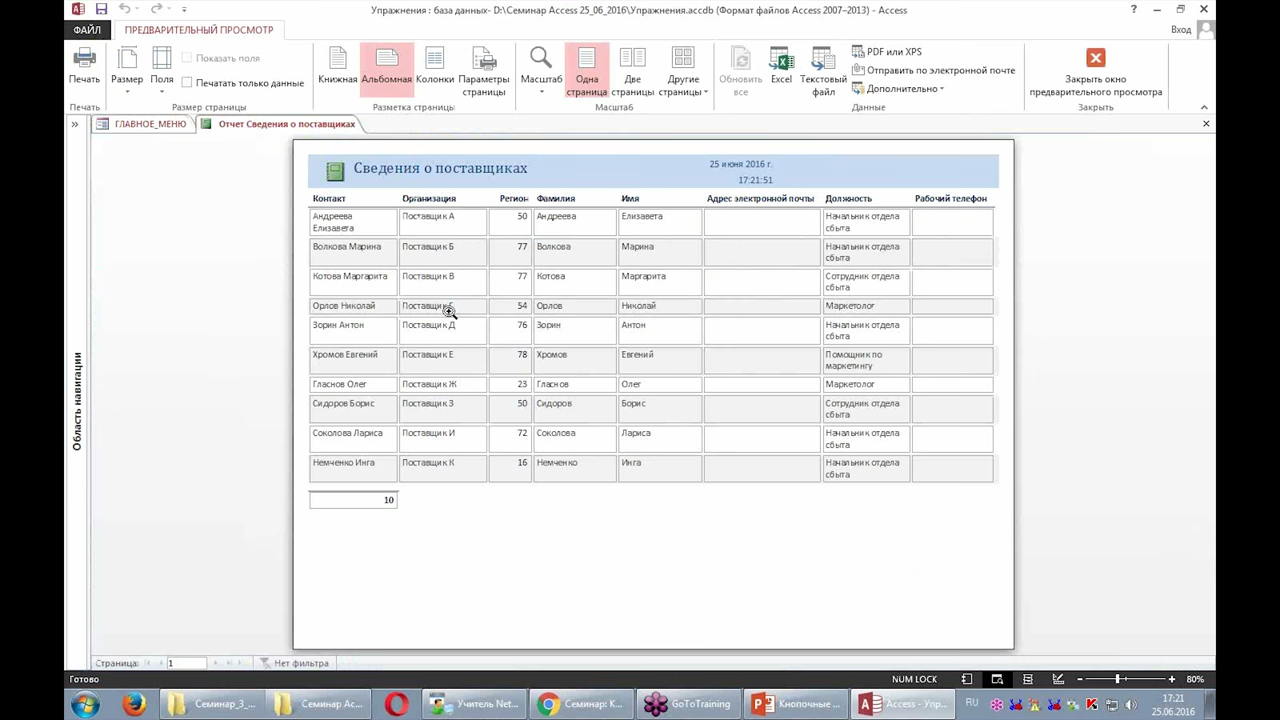 Упражнения : база данных- D:\Семинар Access 25_06_2016\Упражнения.accdb (Формат файлов Access 2007–2013) - Access
?
ФАЙЛ
ПРЕДВАРИТЕЛЬНЫЙ ПРОСМОТР
Вход
Печать
Размер
Поля
Показать поля
Печатать только данные
Книжная
Альбомная
Колонки
Параметры страницы
Масштаб
Одна страница
Две страницы
Другие страницы
Обновить все
Excel
Текстовый файл
PDF или XPS
Отправить по электронной почте
Дополнительно
Закрыть окно предварительного просмотра
Печать
Размер страницы
Разметка страницы
Масштаб
Данные
Закрыть
ГЛАВНОЕ_МЕНЮ
Отчет Сведения о поставщиках
Область навигации
Сведения о поставщиках
25 июня 2016 г.
17:21:51
Контакт Организация Регион Фамилия Имя Адрес электронной почты Должность Рабочий телефон
Андреева Елизавета Поставщик А 50 Андреева Елизавета Начальник отдела сбыта
Волкова Марина Поставщик Б 77 Волкова Марина Начальник отдела сбыта
Котова Маргарита Поставщик В 77 Котова Маргарита Сотрудник отдела сбыта
Орлов Николай Поставщик 54 Орлов Николай Маркетолог
Зорин Антон Поставщик Д 76 Зорин Антон Начальник отдела сбыта
Хромов Евгений Поставщик Е 78 Хромов Евгений Помощник по маркетингу
Гласнов Олег Поставщик Ж 23 Гласнов Олег Маркетолог
Сидоров Борис Поставщик З 50 Сидоров Борис Сотрудник отдела сбыта
Соколова Лариса Поставщик И 72 Соколова Лариса Начальник отдела сбыта
Немченко Инга Поставщик К 16 Немченко Инга Начальник отдела сбыта
10
Страница: 1 Нет фильтра
Готово
NUM LOCK
80%
Семинар_3_...
Семинар Ac...
Учитель Net...
Семинар: К...
GoToTraining
Кнопочные ...
Access - Упр...
RU
17:21
25.06.2016